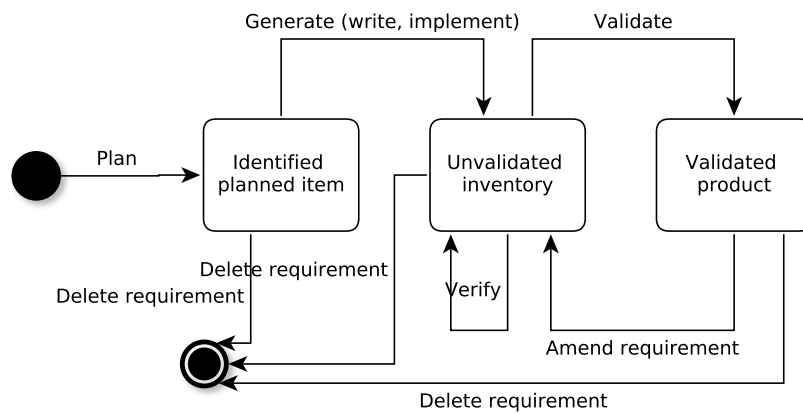 Generate (write, implement)
Validate
Plan
Identified
planned item
Unvalidated
inventory
Validated
product
Delete requirement
Delete requirement
Verify
Amend requirement
Delete requirement